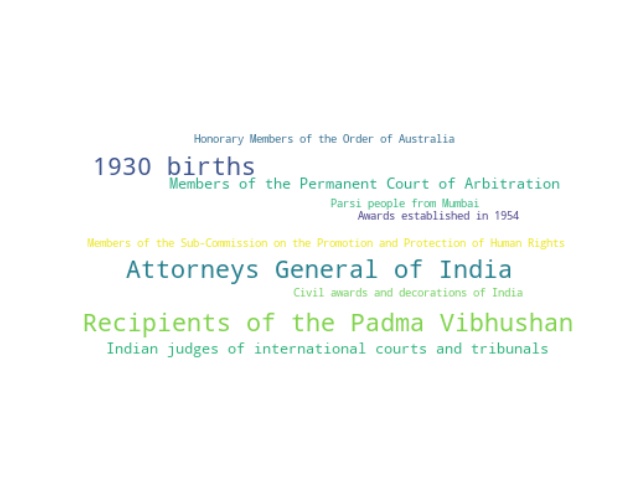 Honorary Members of the Order of Australia
1930 births
Members of the Permanent Court of Arbitration
Parsi people from Mumbai
Awards established in 1954
Members of the Sub-Commission on the Promotion and Protection of Human Rights
Attorneys General of India
Civil awards and decorations of India
Recipients of the Padma Vibhushan
Indian judges of international courts and tribunals